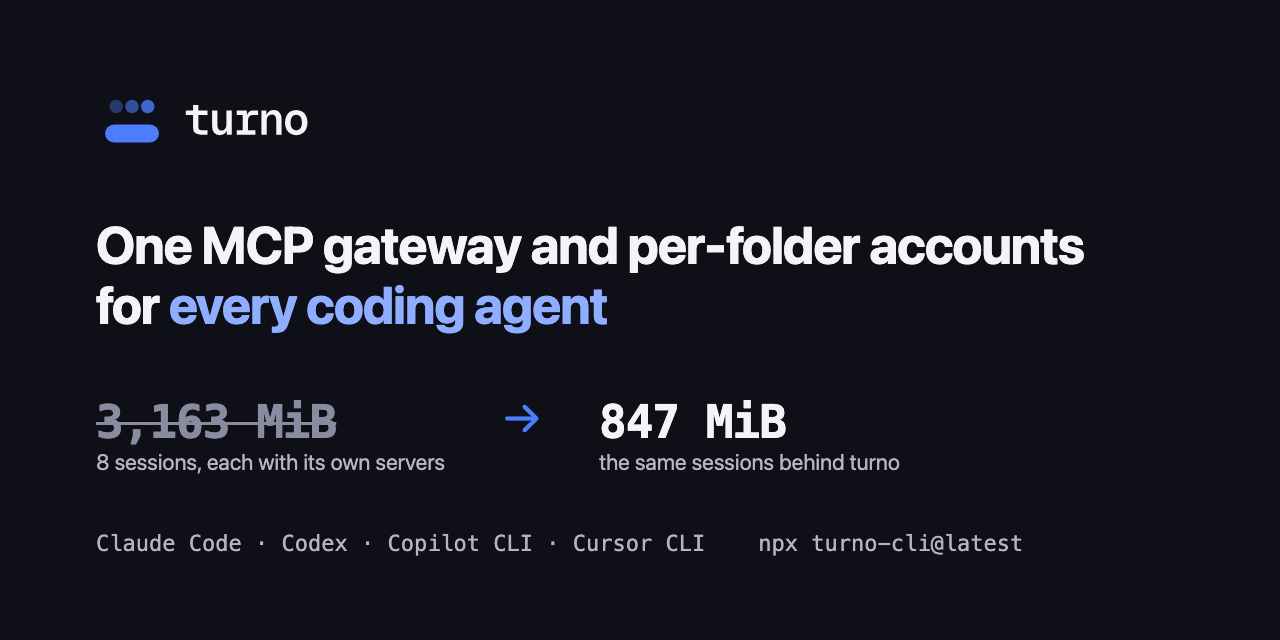 turno
One MCP gateway and per-folder accounts
for every coding agent
3,163 MiB → 847 MiB
8 sessions, each with its own servers the same sessions behind turno
Claude Code · Codex · Copilot CLI · Cursor CLI npx turno-cli@latest